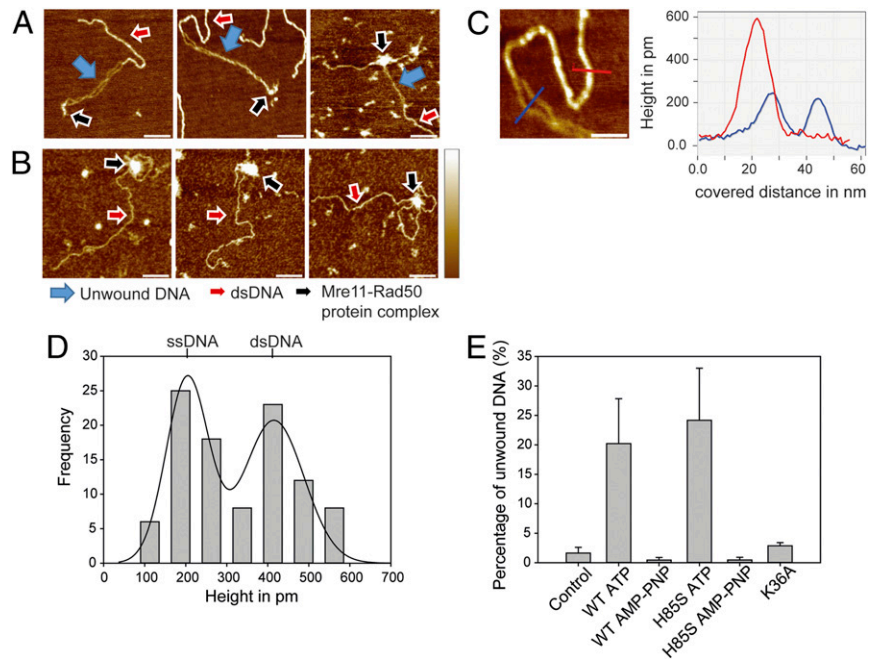 A
B
Unwound DNA
dsDNA
Mre11-Rad50
protein complex
C
Height in pm
600
400
200
0.0
0.0
20
40
60
covered distance in nm
D
ssDNA
dsDNA
Frequency
30
25
20
15
10
5
0
0
100
200
300
400
500
600
700
Height in pm
E
Percentage of unwound DNA (%)
35
30
25
20
15
10
5
0
Control
WT ATP
WT AMP-PNP
H85S ATP
H85S AMP-PNP
K36A